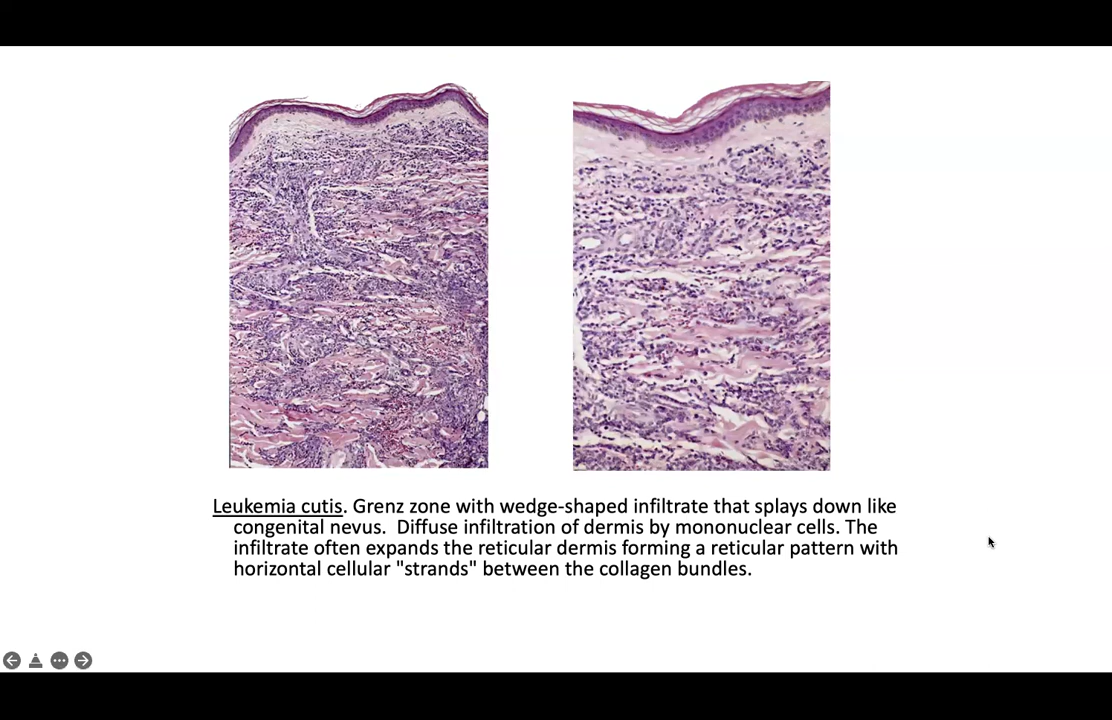 Leukemia cutis. Grenz zone with wedge-shaped infiltrate that splays down like
congenital nevus. Diffuse infiltration of dermis by mononuclear cells. The
infiltrate often expands the reticular dermis forming a reticular pattern with
horizontal cellular "strands" between the collagen bundles.